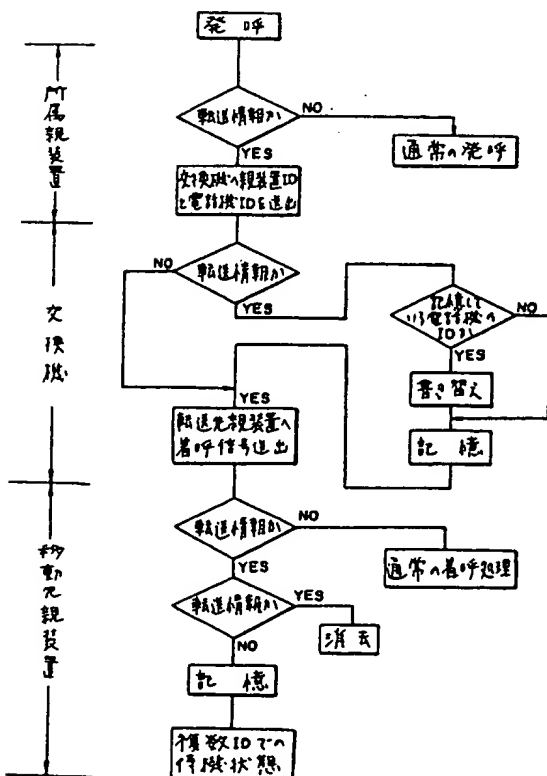 発呼
所属親装置
転送情報か
NO
通常の発呼
YES
交換機へ親装置ID
と電話機IDを送出
交換機
転送情報か
NO
YES
記憶して
いる電話機の
IDか
NO
YES
書き替え
記憶
YES
転送先親装置へ
着呼信号送出
移動先親装置
転送情報か
NO
通常の着呼処理
YES
転送情報か
YES
消去
NO
記憶
複数IDでの
待機状態